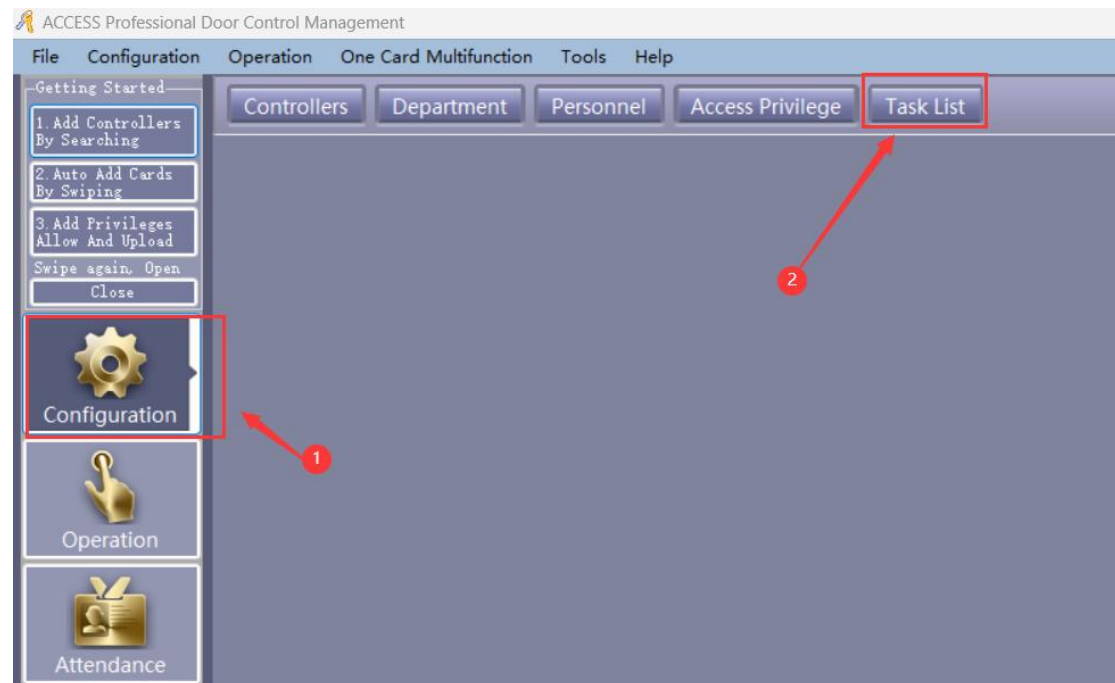 ACCESS Professional Door Control Management
File Configuration Operation One Card Multifunction Tools Help
Getting Started
1. Add Controllers
By Searching
2. Auto Add Cards
By Swiping
3. Add Privileges
Allow And Upload
Swipe again, Open
Close
Controllers Department Personnel Access Privilege Task List
2
Configuration
1
Operation
Attendance